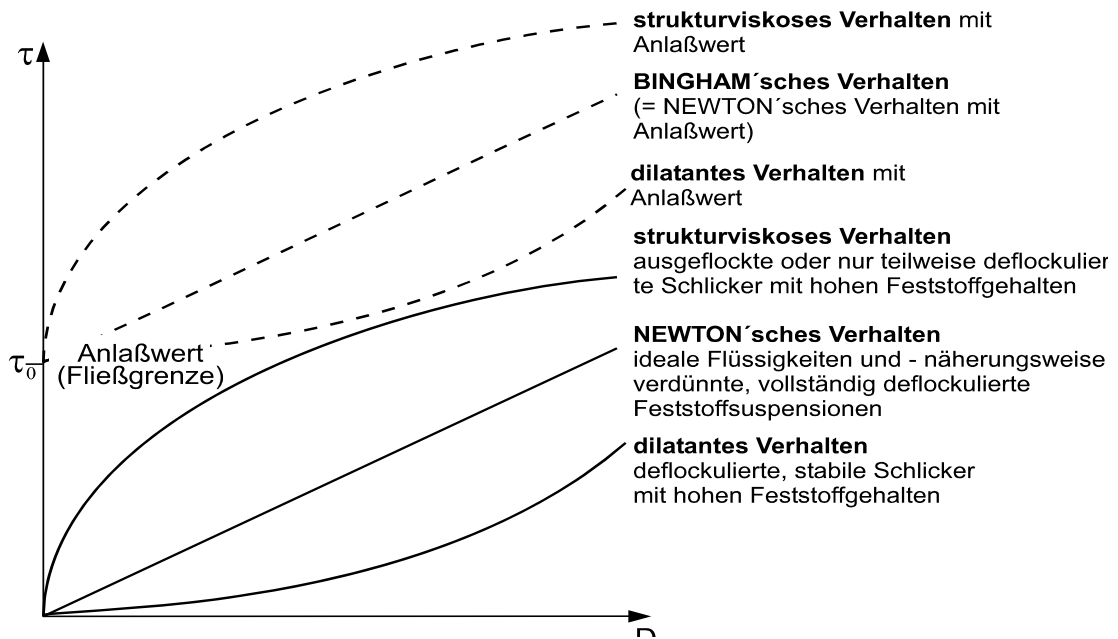 τ
strukturviskoses Verhalten mit
Anlaßwert
BINGHAM´sches Verhalten
(= NEWTON´sches Verhalten mit
Anlaßwert)
dilatantes Verhalten mit
Anlaßwert
strukturviskoses Verhalten
ausgeflockte oder nur teilweise deflockulier
te Schlicker mit hohen Feststoffgehalten
τ0
Anlaßwert
(Fließgrenze)
NEWTON´sches Verhalten
ideale Flüssigkeiten und - näherungsweise
verdünnte, vollständig deflockulierte
Feststoffsuspensionen
dilatantes Verhalten
deflockulierte, stabile Schlicker
mit hohen Feststoffgehalten
D